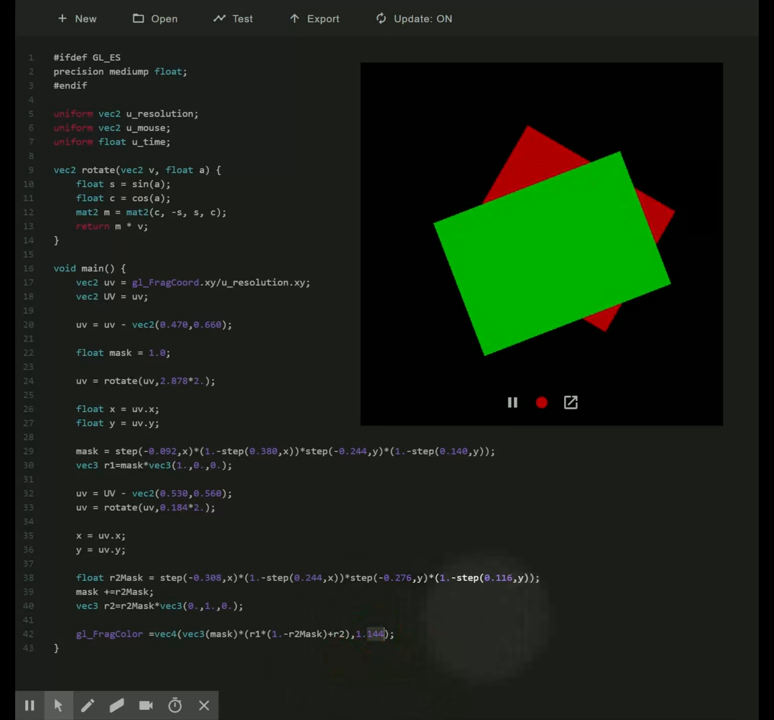 New Open Test Export Update: ON
1 #ifdef GL_ES
2 precision mediump float;
3 #endif
4
5 uniform vec2 u_resolution;
6 uniform vec2 u_mouse;
7 uniform float u_time;
8
9 vec2 rotate(vec2 v, float a) {
10 float s = sin(a);
11 float c = cos(a);
12 mat2 m = mat2(c, -s, s, c);
13 return m * v;
14 }
15
16 void main() {
17 vec2 uv = gl_FragCoord.xy/u_resolution.xy;
18 vec2 UV = uv;
19
20 uv = uv - vec2(0.470,0.660);
21
22 float mask = 1.0;
23
24 uv = rotate(uv,2.878*2.);
25
26 float x = uv.x;
27 float y = uv.y;
28
29 mask = step(-0.092,x)*(1.-step(0.380,x))*step(-0.244,y)*(1.-step(0.140,y));
30 vec3 r1=mask*vec3(1.,0.,0.);
31
32 uv = UV - vec2(0.530,0.560);
33 uv = rotate(uv,0.184*2.);
34
35 x = uv.x;
36 y = uv.y;
37
38 float r2Mask = step(-0.308,x)*(1.-step(0.244,x))*step(-0.276,y)*(1.-step(0.116,y));
39 mask +=r2Mask;
40 vec3 r2=r2Mask*vec3(0.,1.,0.);
41
42 gl_FragColor =vec4(vec3(mask)*(r1*(1.-r2Mask)+r2),1.144);
43 }